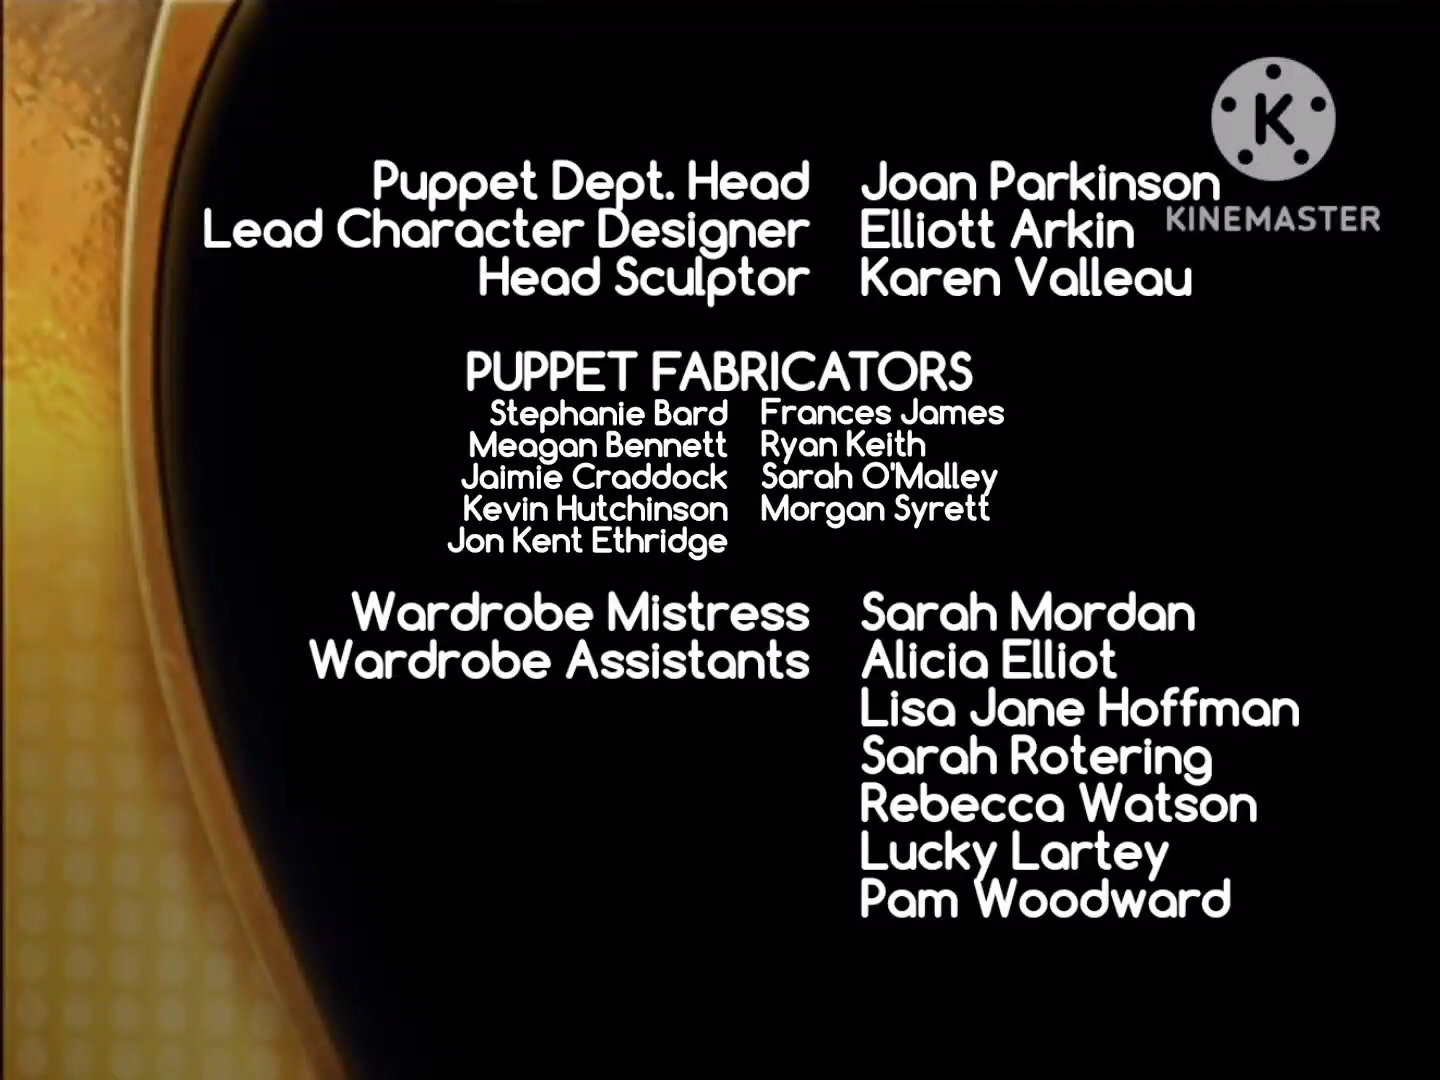 Puppet Dept. Head Joan Parkinson
Lead Character Designer Elliott Arkin
Head Sculptor Karen Valleau
PUPPET FABRICATORS
Stephanie Bard Frances James
Meagan Bennett Ryan Keith
Jaimie Craddock Sarah O'Malley
Kevin Hutchinson Morgan Syrett
Jon Kent Ethridge
Wardrobe Mistress Sarah Mordan
Wardrobe Assistants Alicia Elliot
Lisa Jane Hoffman
Sarah Rotering
Rebecca Watson
Lucky Lartey
Pam Woodward
K
KINEMASTER